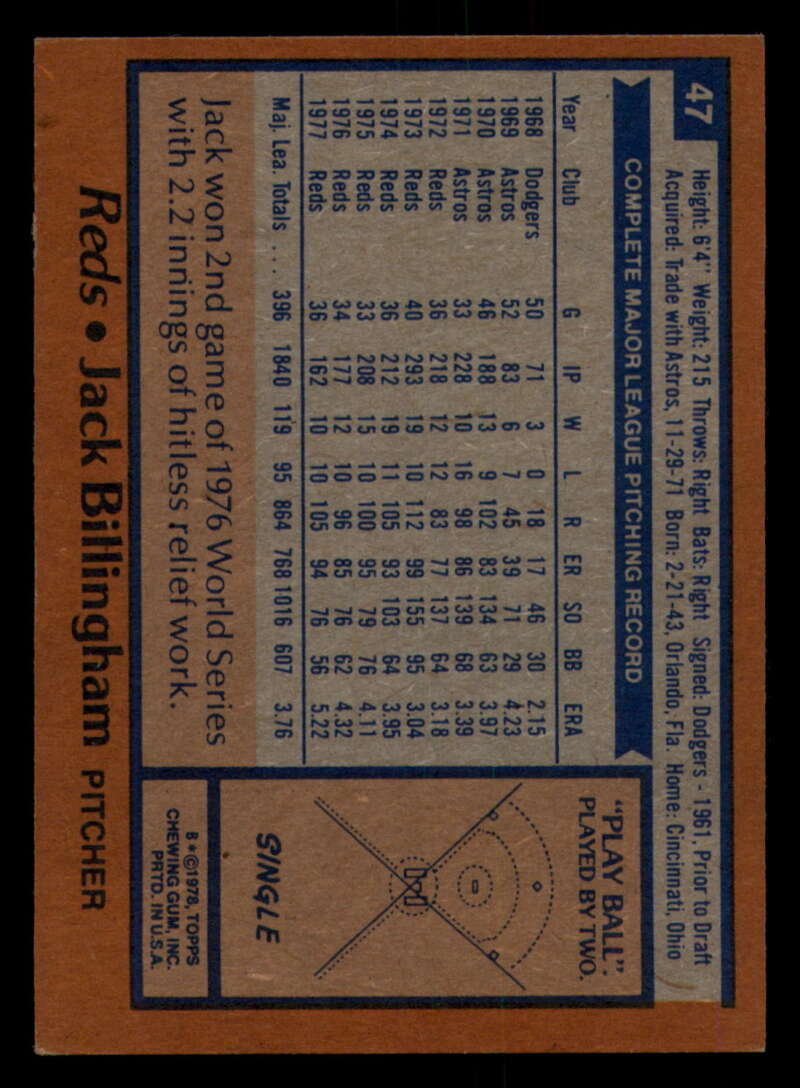 47
Height: 6'4" Weight: 215 Throws: Right Bats: Right Signed: Dodgers - 1961, Prior to Draft
Acquired: Trade with Astros, 11-29-71 Born: 2-21-43, Orlando, Fla. Home: Cincinnati, Ohio
COMPLETE MAJOR LEAGUE PITCHING RECORD
Year Club G IP W L R ER SO BB ERA
1968 Dodgers 50 71 3 0 18 17 46 30 2.15
1969 Astros 52 83 6 7 45 39 71 29 4.23
1970 Astros 46 188 13 9 102 83 134 63 3.97
1971 Astros 33 228 10 16 98 86 139 68 3.39
1972 Reds 36 218 12 12 83 77 137 64 3.18
1973 Reds 40 293 19 10 112 99 155 95 3.04
1974 Reds 36 212 19 11 105 93 103 64 3.95
1975 Reds 33 208 15 10 100 95 79 76 4.11
1976 Reds 34 177 12 10 96 85 76 62 4.32
1977 Reds 36 162 10 10 105 94 76 56 5.22
Maj. Lea. Totals . . . 396 1840 119 95 864 768 1016 607 3.76
Jack won 2nd game of 1976 World Series
with 2.2 innings of hitless relief work.
"PLAY BALL".
PLAYED BY TWO.
SINGLE
B*©1978, TOPPS
CHEWING GUM, INC.
PRTD. IN U.S.A.
Reds • Jack Billingham PITCHER